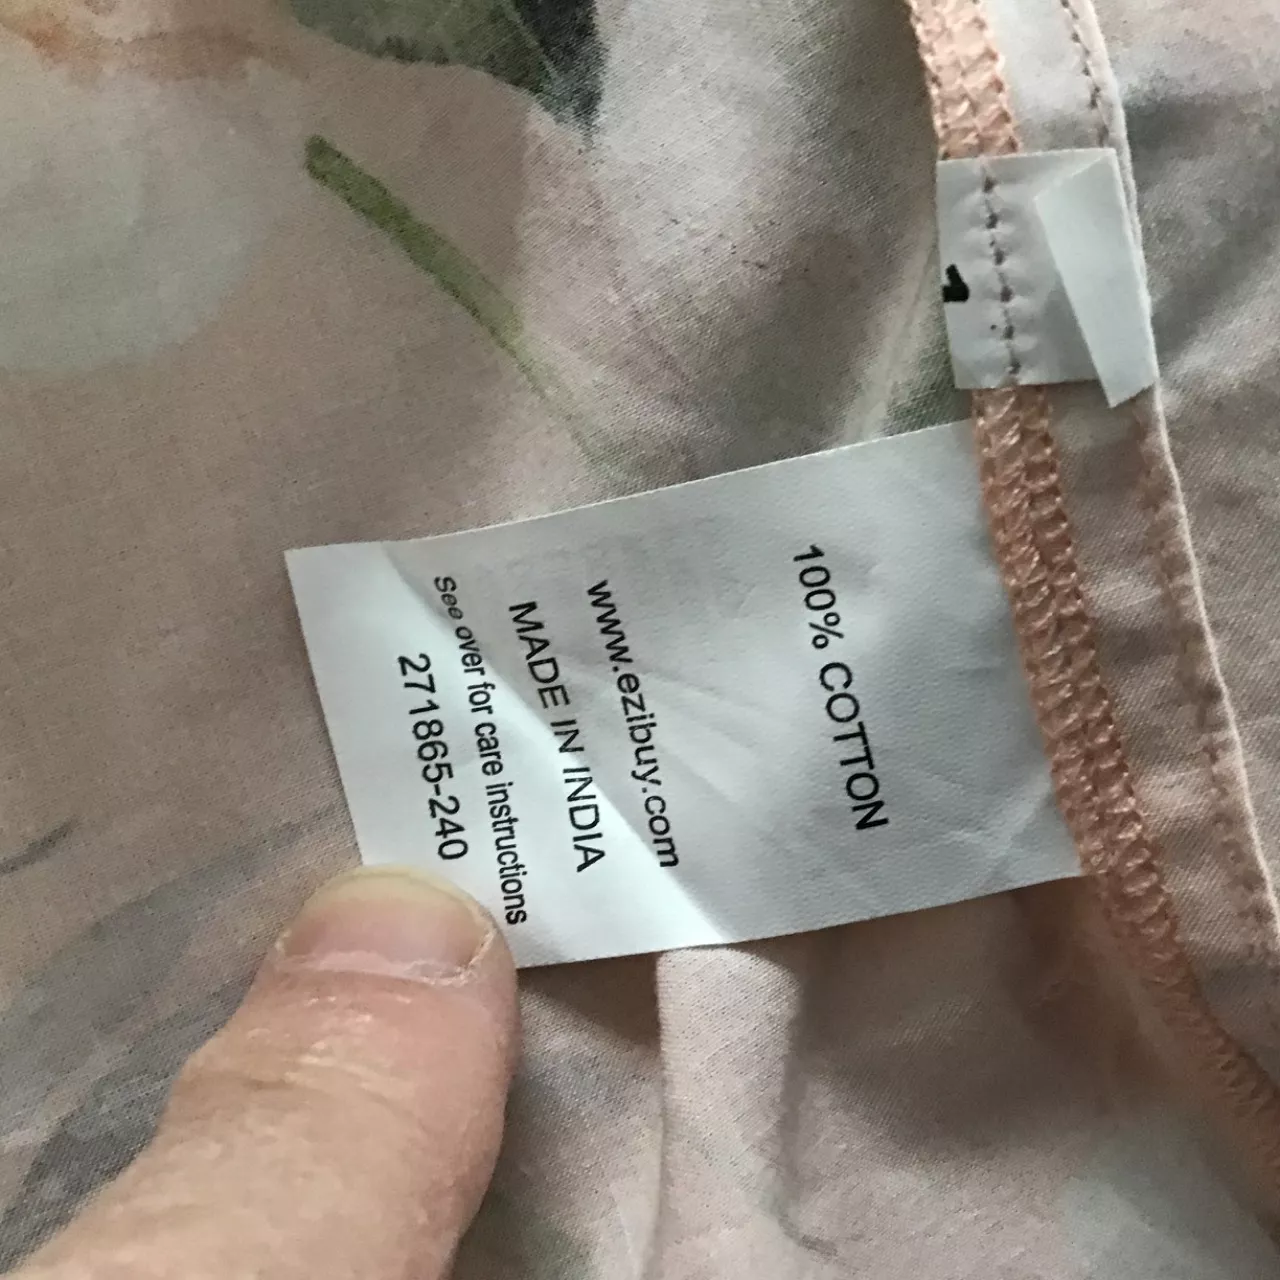 100% COTTON
www.ezibuy.com
MADE IN INDIA
See over for care instructions
271865-240